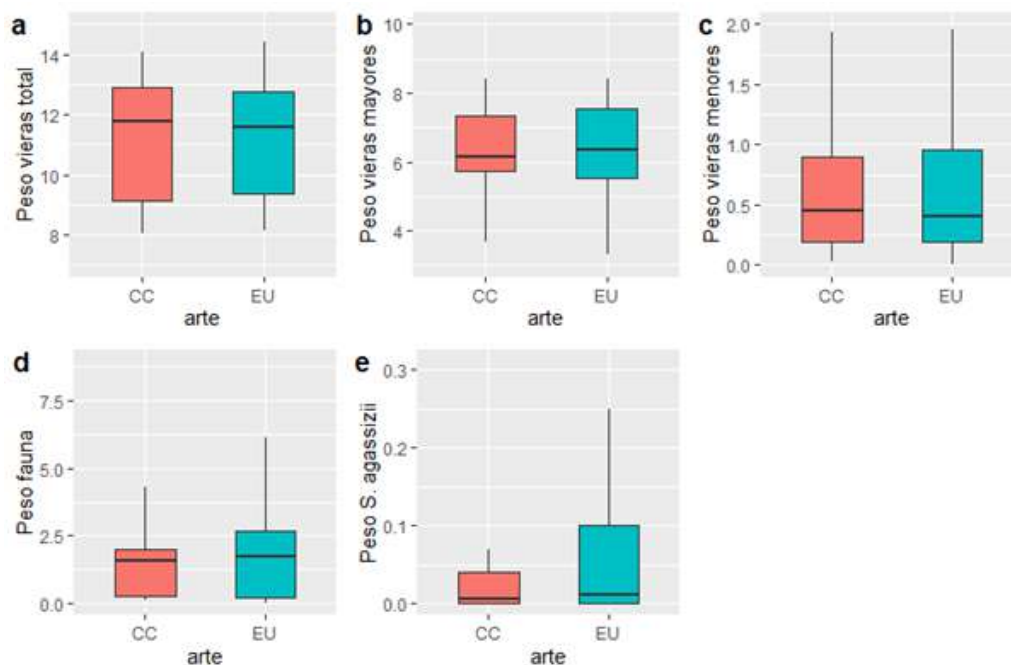 a
Peso vieras total
14
12
10
8
CC
EU
arte
b
Peso vieras mayores
10
8
6
4
CC
EU
arte
c
Peso vieras menores
2.0
1.5
1.0
0.5
0.0
CC
EU
arte
d
Peso fauna
7.5
5.0
2.5
0.0
CC
EU
arte
e
Peso S. agassizii
0.3
0.2
0.1
0.0
CC
EU
arte